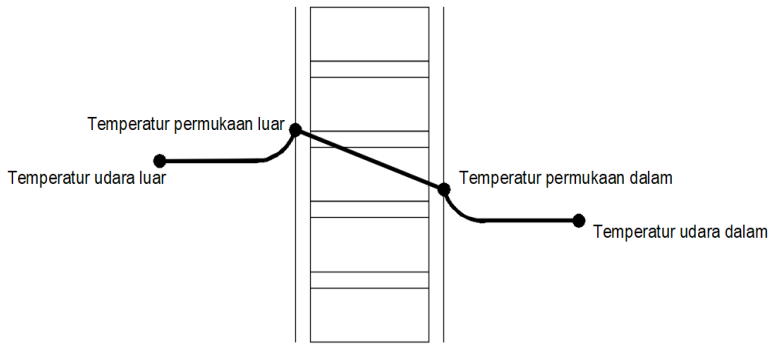 Temperatur permukaan luar
Temperatur udara luar
Temperatur permukaan dalam
Temperatur udara dalam